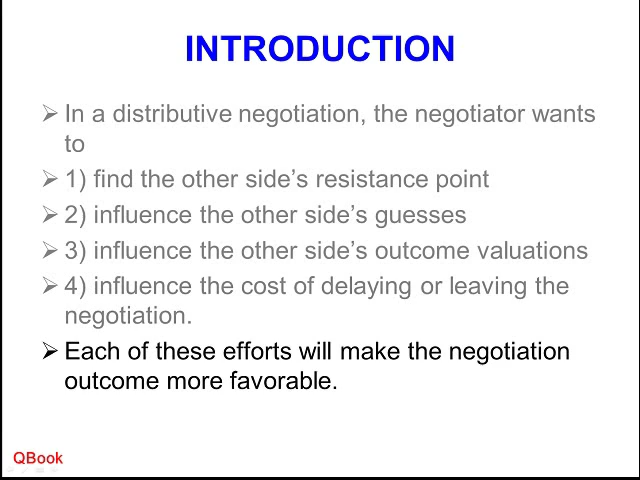 INTRODUCTION
➢ In a distributive negotiation, the negotiator wants
to
➢ 1) find the other side’s resistance point
➢ 2) influence the other side’s guesses
➢ 3) influence the other side’s outcome valuations
➢ 4) influence the cost of delaying or leaving the
negotiation.
➢ Each of these efforts will make the negotiation
outcome more favorable.
QBook